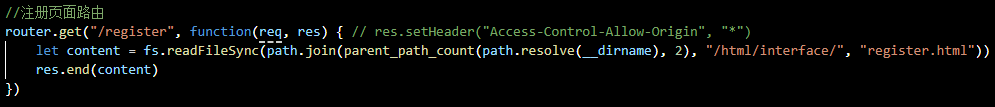 //注册页面路由
router.get("/register", function(req, res) { // res.setHeader("Access-Control-Allow-Origin", "*")
    let content = fs.readFileSync(path.join(parent_path_count(path.resolve(__dirname), 2), "/html/interface/", "register.html"))
    res.end(content)
})